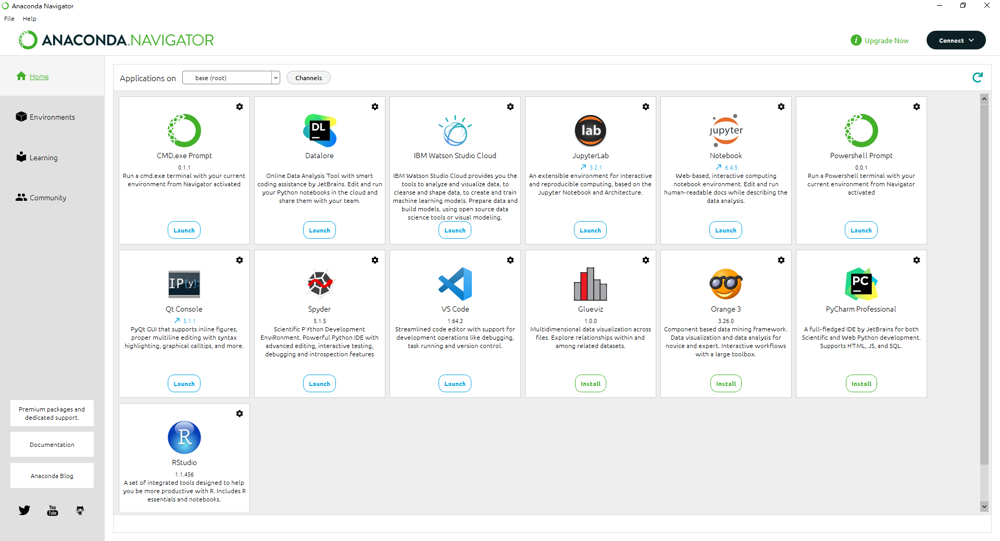 Anaconda Navigator
File Help
ANACONDA.NAVIGATOR
i Upgrade Now
Connect
Home
Environments
Learning
Community
Premium packages and
dedicated support.
Documentation
Anaconda Blog
You
Tube
Applications on base (root) Channels
CMD.exe Prompt
0.1.1
Run a cmd.exe terminal with your current
environment from Navigator activated
Launch
DL
Datalore
Online Data Analysis Tool with smart
coding assistance by JetBrains. Edit and run
your Python notebooks in the cloud and
share them with your team.
Launch
IBM Watson Studio Cloud
IBM Watson Studio Cloud provides you the
tools to analyze and visualize data, to
cleanse and shape data, to create and train
machine learning models. Prepare data and
build models, using open source data
science tools or visual modeling.
Launch
lab
JupyterLab
3.2.1
An extensible environment for interactive
and reproducible computing, based on the
Jupyter Notebook and Architecture.
Launch
jupyter
Notebook
6.4.5
Web-based, interactive computing
notebook environment. Edit and run
human-readable docs while describing the
data analysis.
Launch
Powershell Prompt
0.0.1
Run a Powershell terminal with your
current environment from Navigator
activated
Launch
IP[y]:
Qt Console
5.1.1
PyQt GUI that supports inline figures,
proper multiline editing with syntax
highlighting, graphical calltips, and more.
Launch
Spyder
5.1.5
Scientific PYthon Development
EnviRonment. Powerful Python IDE with
advanced editing, interactive testing,
debugging and introspection features
Launch
VS Code
1.64.2
Streamlined code editor with support for
development operations like debugging,
task running and version control.
Launch
Glueviz
1.0.0
Multidimensional data visualization across
files. Explore relationships within and
among related datasets.
Install
Orange 3
3.26.0
Component based data mining framework.
Data visualization and data analysis for
novice and expert. Interactive workflows
with a large toolbox.
Install
PC
PyCharm Professional
A full-fledged IDE by JetBrains for both
Scientific and Web Python development.
Supports HTML, JS, and SQL.
Install
R
RStudio
1.1.456
A set of integrated tools designed to help
you be more productive with R. Includes R
essentials and notebooks.